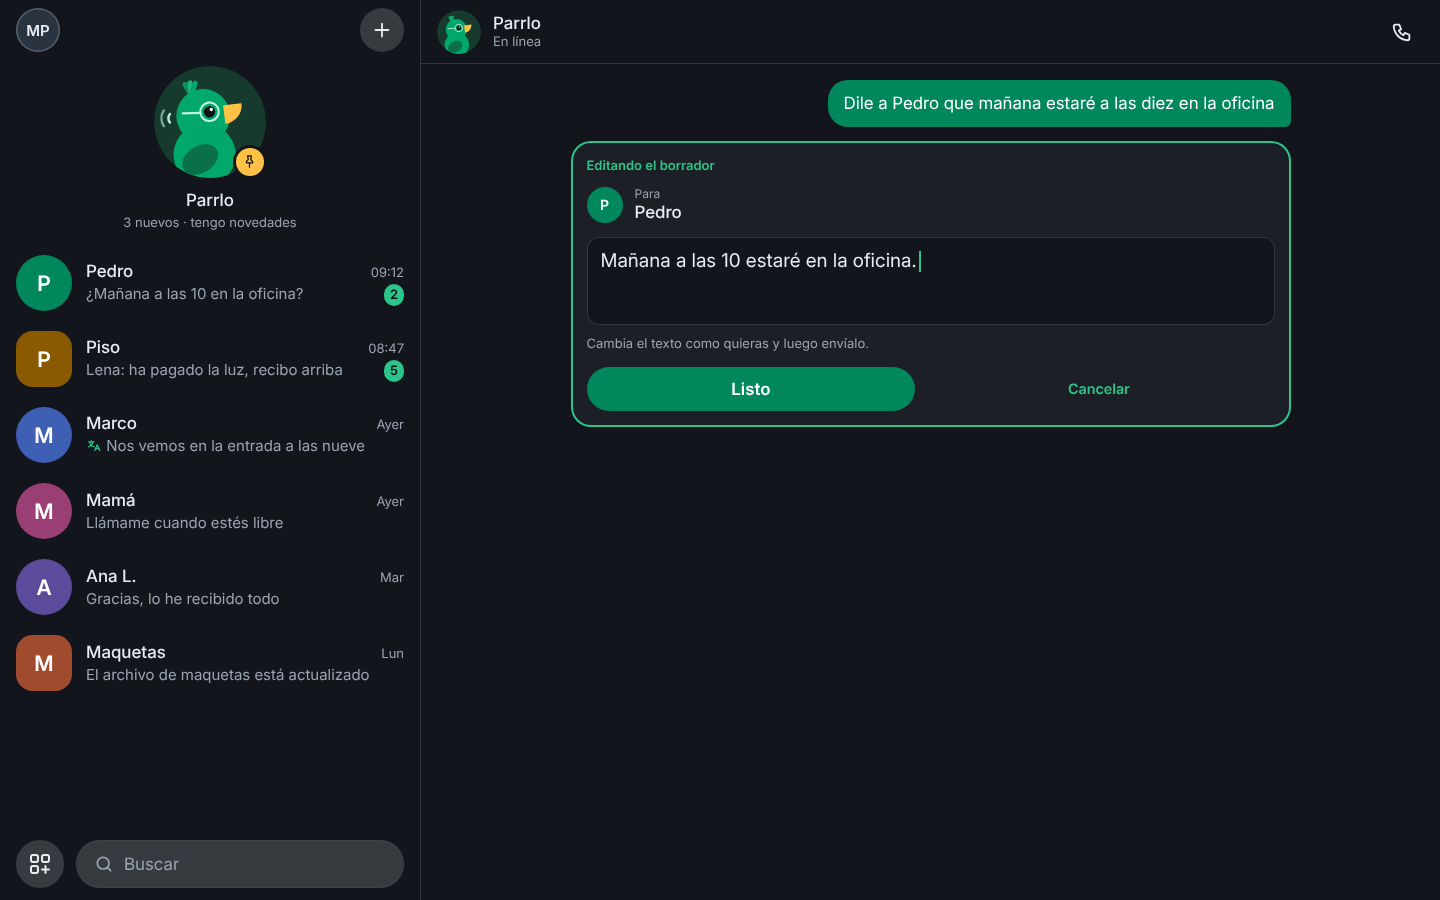 MP
Parrlo
3 nuevos · tengo novedades
P
Pedro
09:12
¿Mañana a las 10 en la oficina?
2
P
Piso
08:47
Lena: ha pagado la luz, recibo arriba
5
M
Marco
Ayer
Nos vemos en la entrada a las nueve
M
Mamá
Ayer
Llámame cuando estés libre
A
Ana L.
Mar
Gracias, lo he recibido todo
M
Maquetas
Lun
El archivo de maquetas está actualizado
Buscar
Parrlo
En línea
Dile a Pedro que mañana estaré a las diez en la oficina
Editando el borrador
P
Para
Pedro
Mañana a las 10 estaré en la oficina.
Cambia el texto como quieras y luego envíalo.
Listo
Cancelar